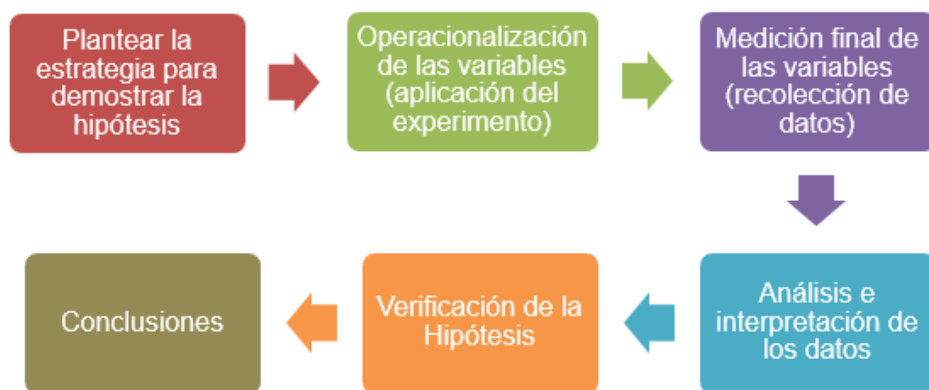 Plantear la
estrategia para
demostrar la
hipótesis
Operacionalización
de las variables
(aplicación del
experimento)
Medición final de
las variables
(recolección de
datos)
Análisis e
interpretación de
los datos
Verificación de la
Hipótesis
Conclusiones